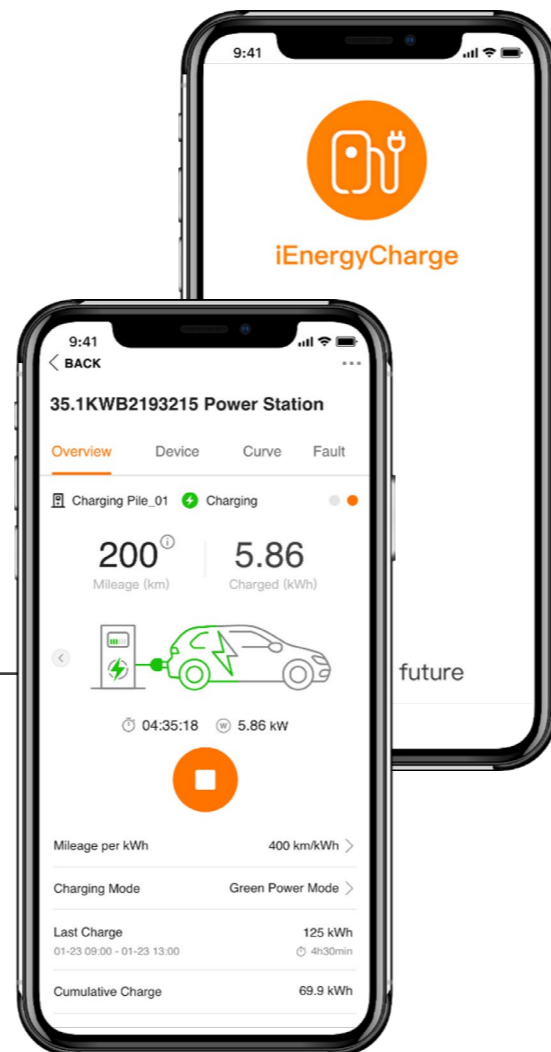 9:41
iEnergyCharge
future
9:41
BACK
35.1KWB2193215 Power Station
Overview Device Curve Fault
Charging Pile_01 Charging
200 5.86
Mileage (km) Charged (kWh)
04:35:18 W 5.86 kW
Mileage per kWh 400 km/kWh
Charging Mode Green Power Mode
Last Charge 125 kWh
01-23 09:00 - 01-23 13:00 4h30min
Cumulative Charge 69.9 kWh